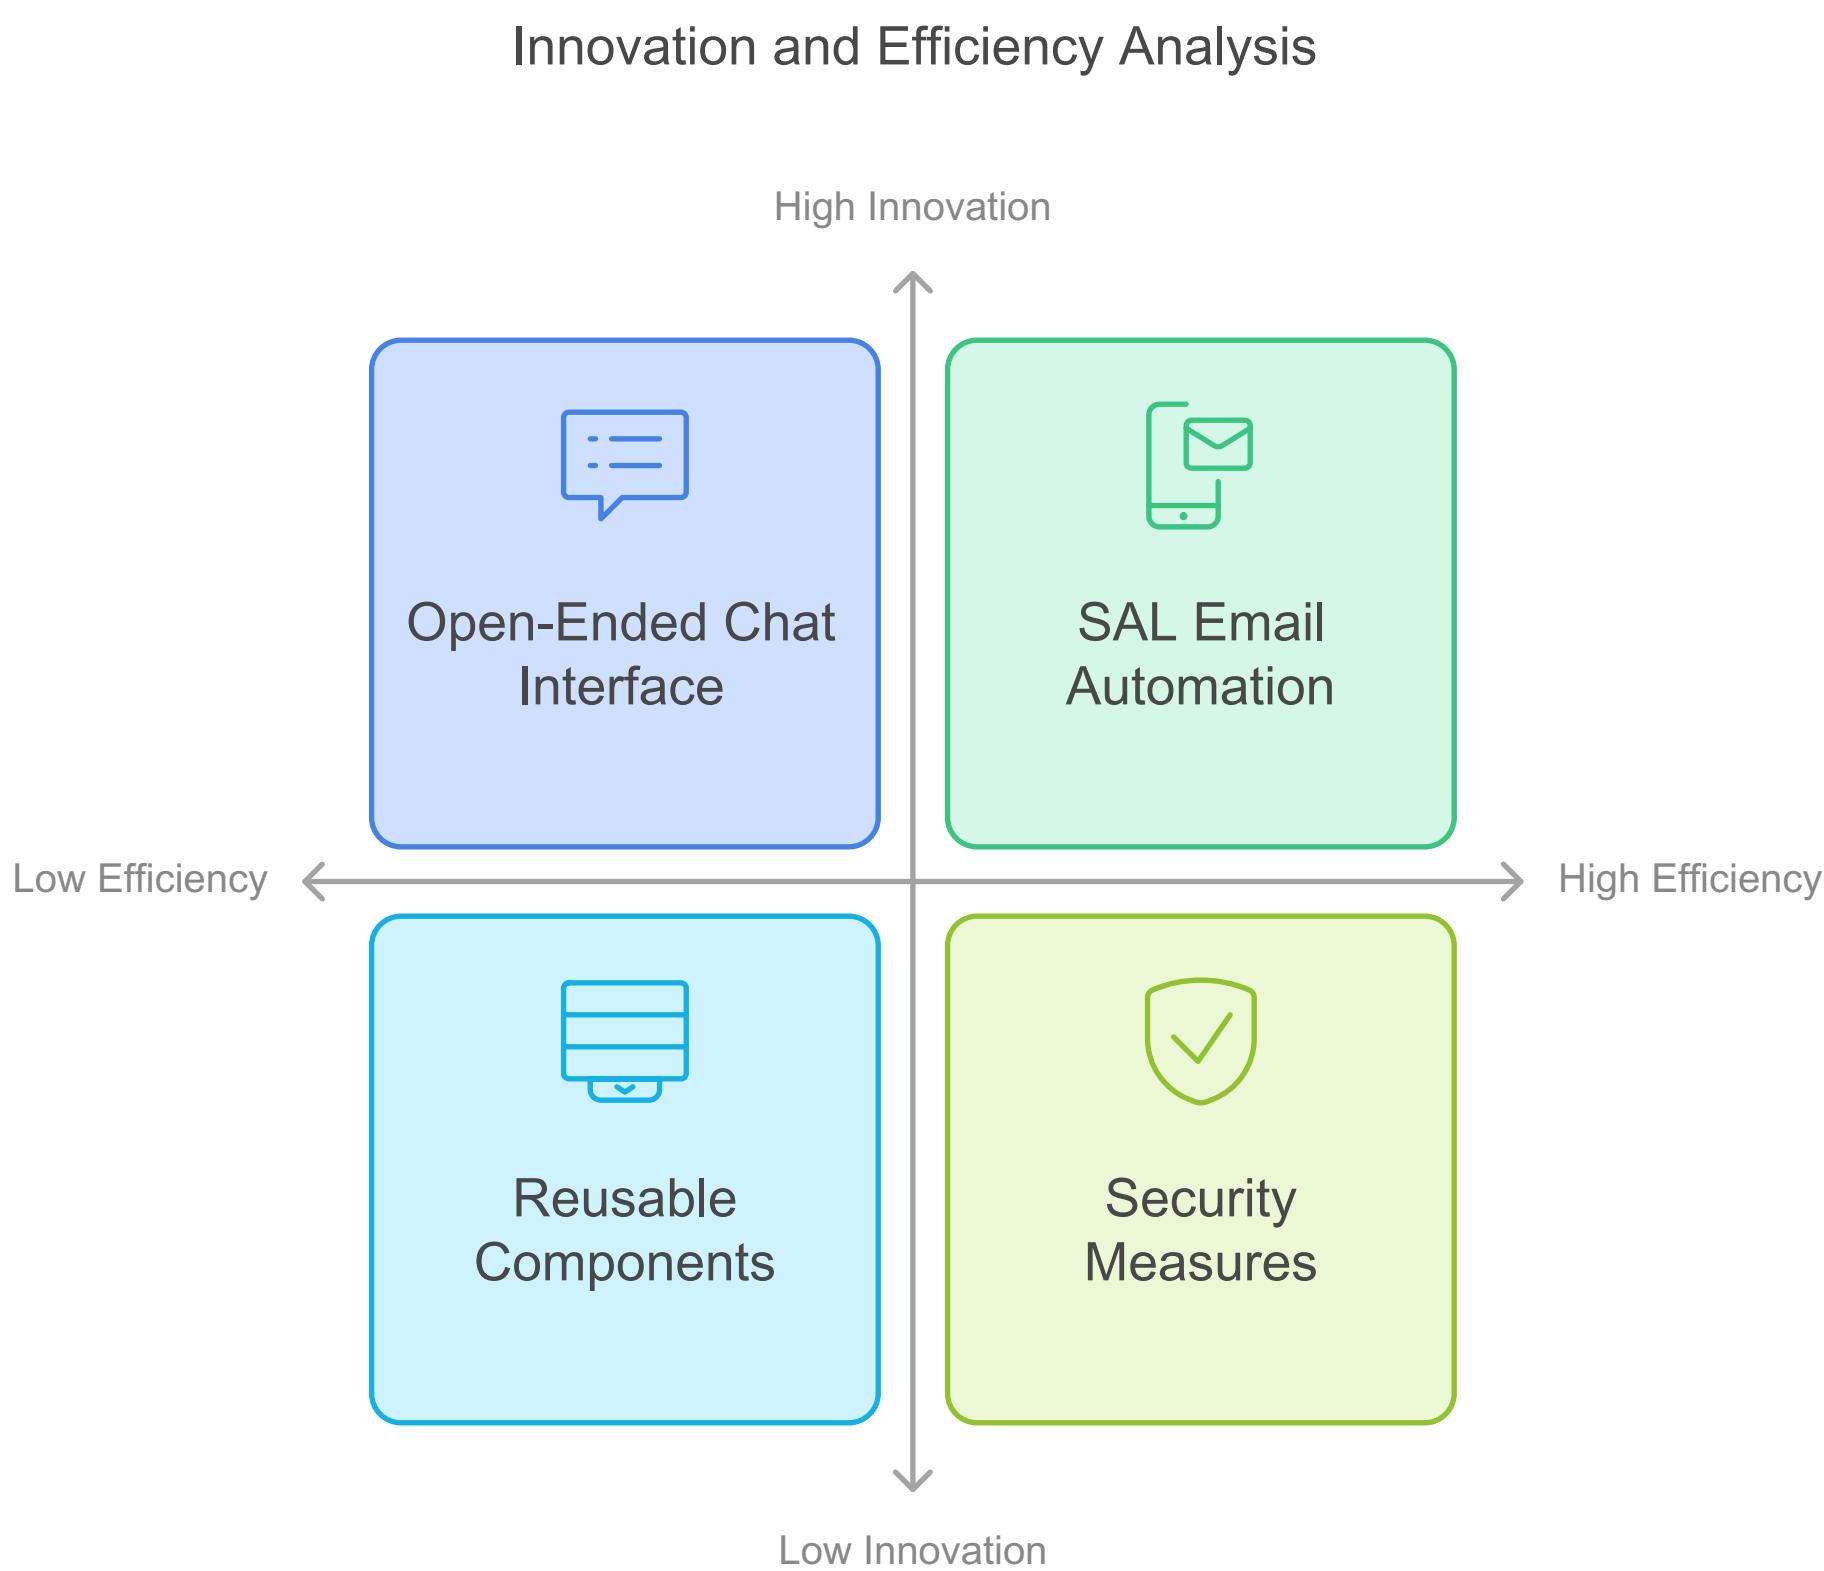 Innovation and Efficiency Analysis
High Innovation
Open-Ended Chat
Interface
SAL Email
Automation
Low Efficiency
High Efficiency
Reusable
Components
Security
Measures
Low Innovation